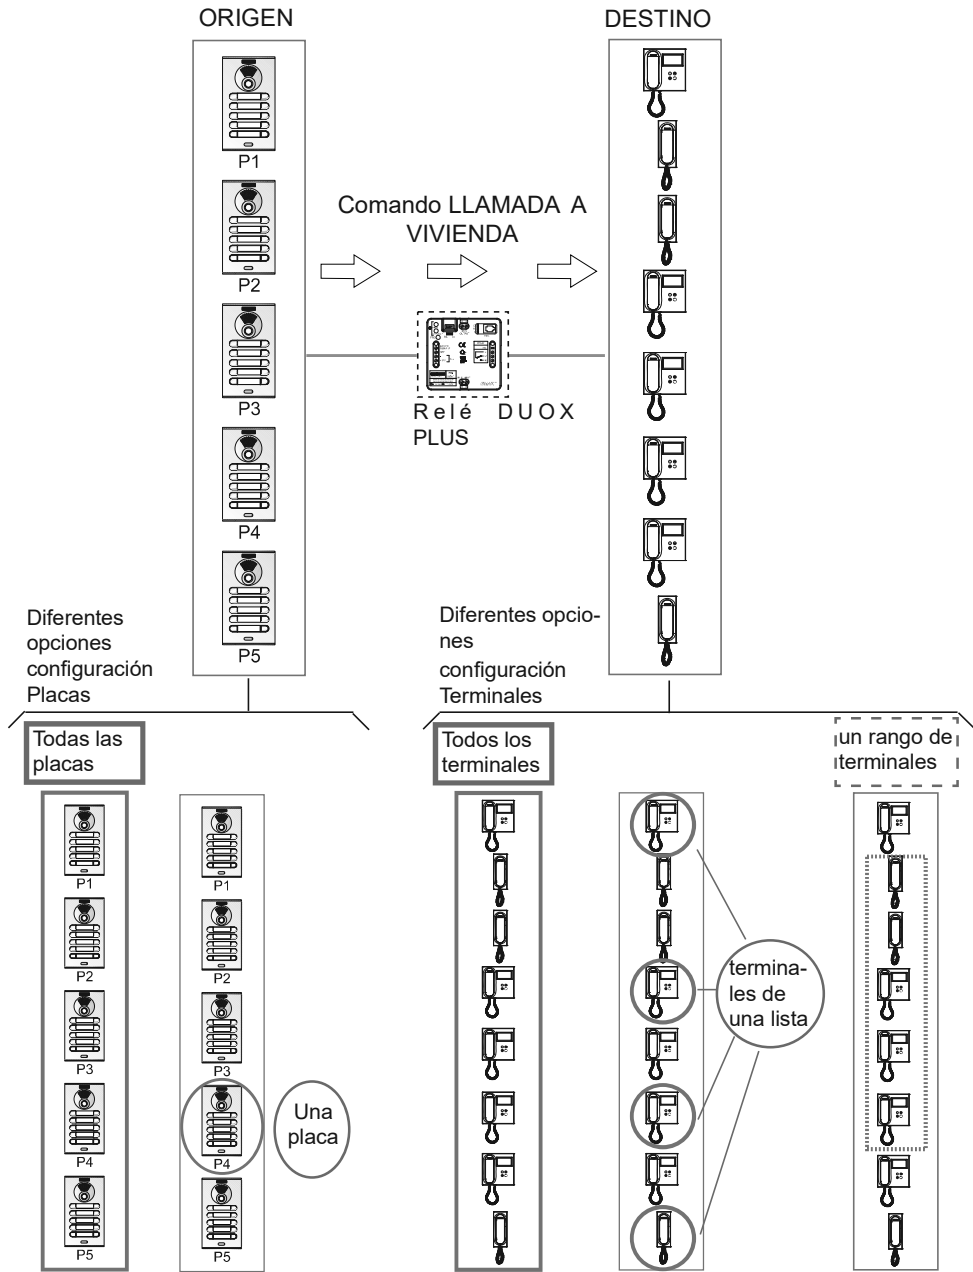 ORIGEN
DESTINO
P1
P2
P3
P4
P5
Comando LLAMADA A
VIVIENDA
Relé DUOX
PLUS
Diferentes
opciones
configuración
Placas
Diferentes opcio-
nes
configuración
Terminales
Todas las
placas
Todos los
terminales
un rango de
terminales
P1
P2
P3
P4
P5
P1
P2
P3
P4
P5
Una
placa
termina-
les de
una lista